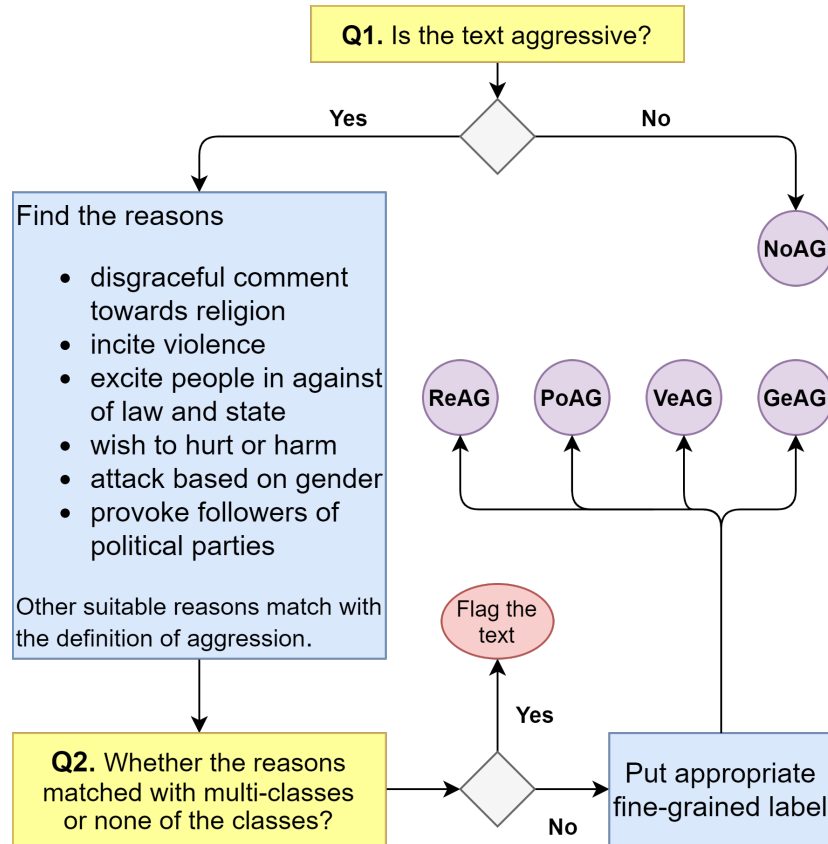 Q1. Is the text aggressive?
Yes
No
Find the reasons
• disgraceful comment
towards religion
• incite violence
• excite people in against
of law and state
• wish to hurt or harm
• attack based on gender
• provoke followers of
political parties
Other suitable reasons match with
the definition of aggression.
NoAG
ReAG
PoAG
VeAG
GeAG
Flag the
text
Yes
Q2. Whether the reasons
matched with multi-classes
or none of the classes?
No
Put appropriate
fine-grained label